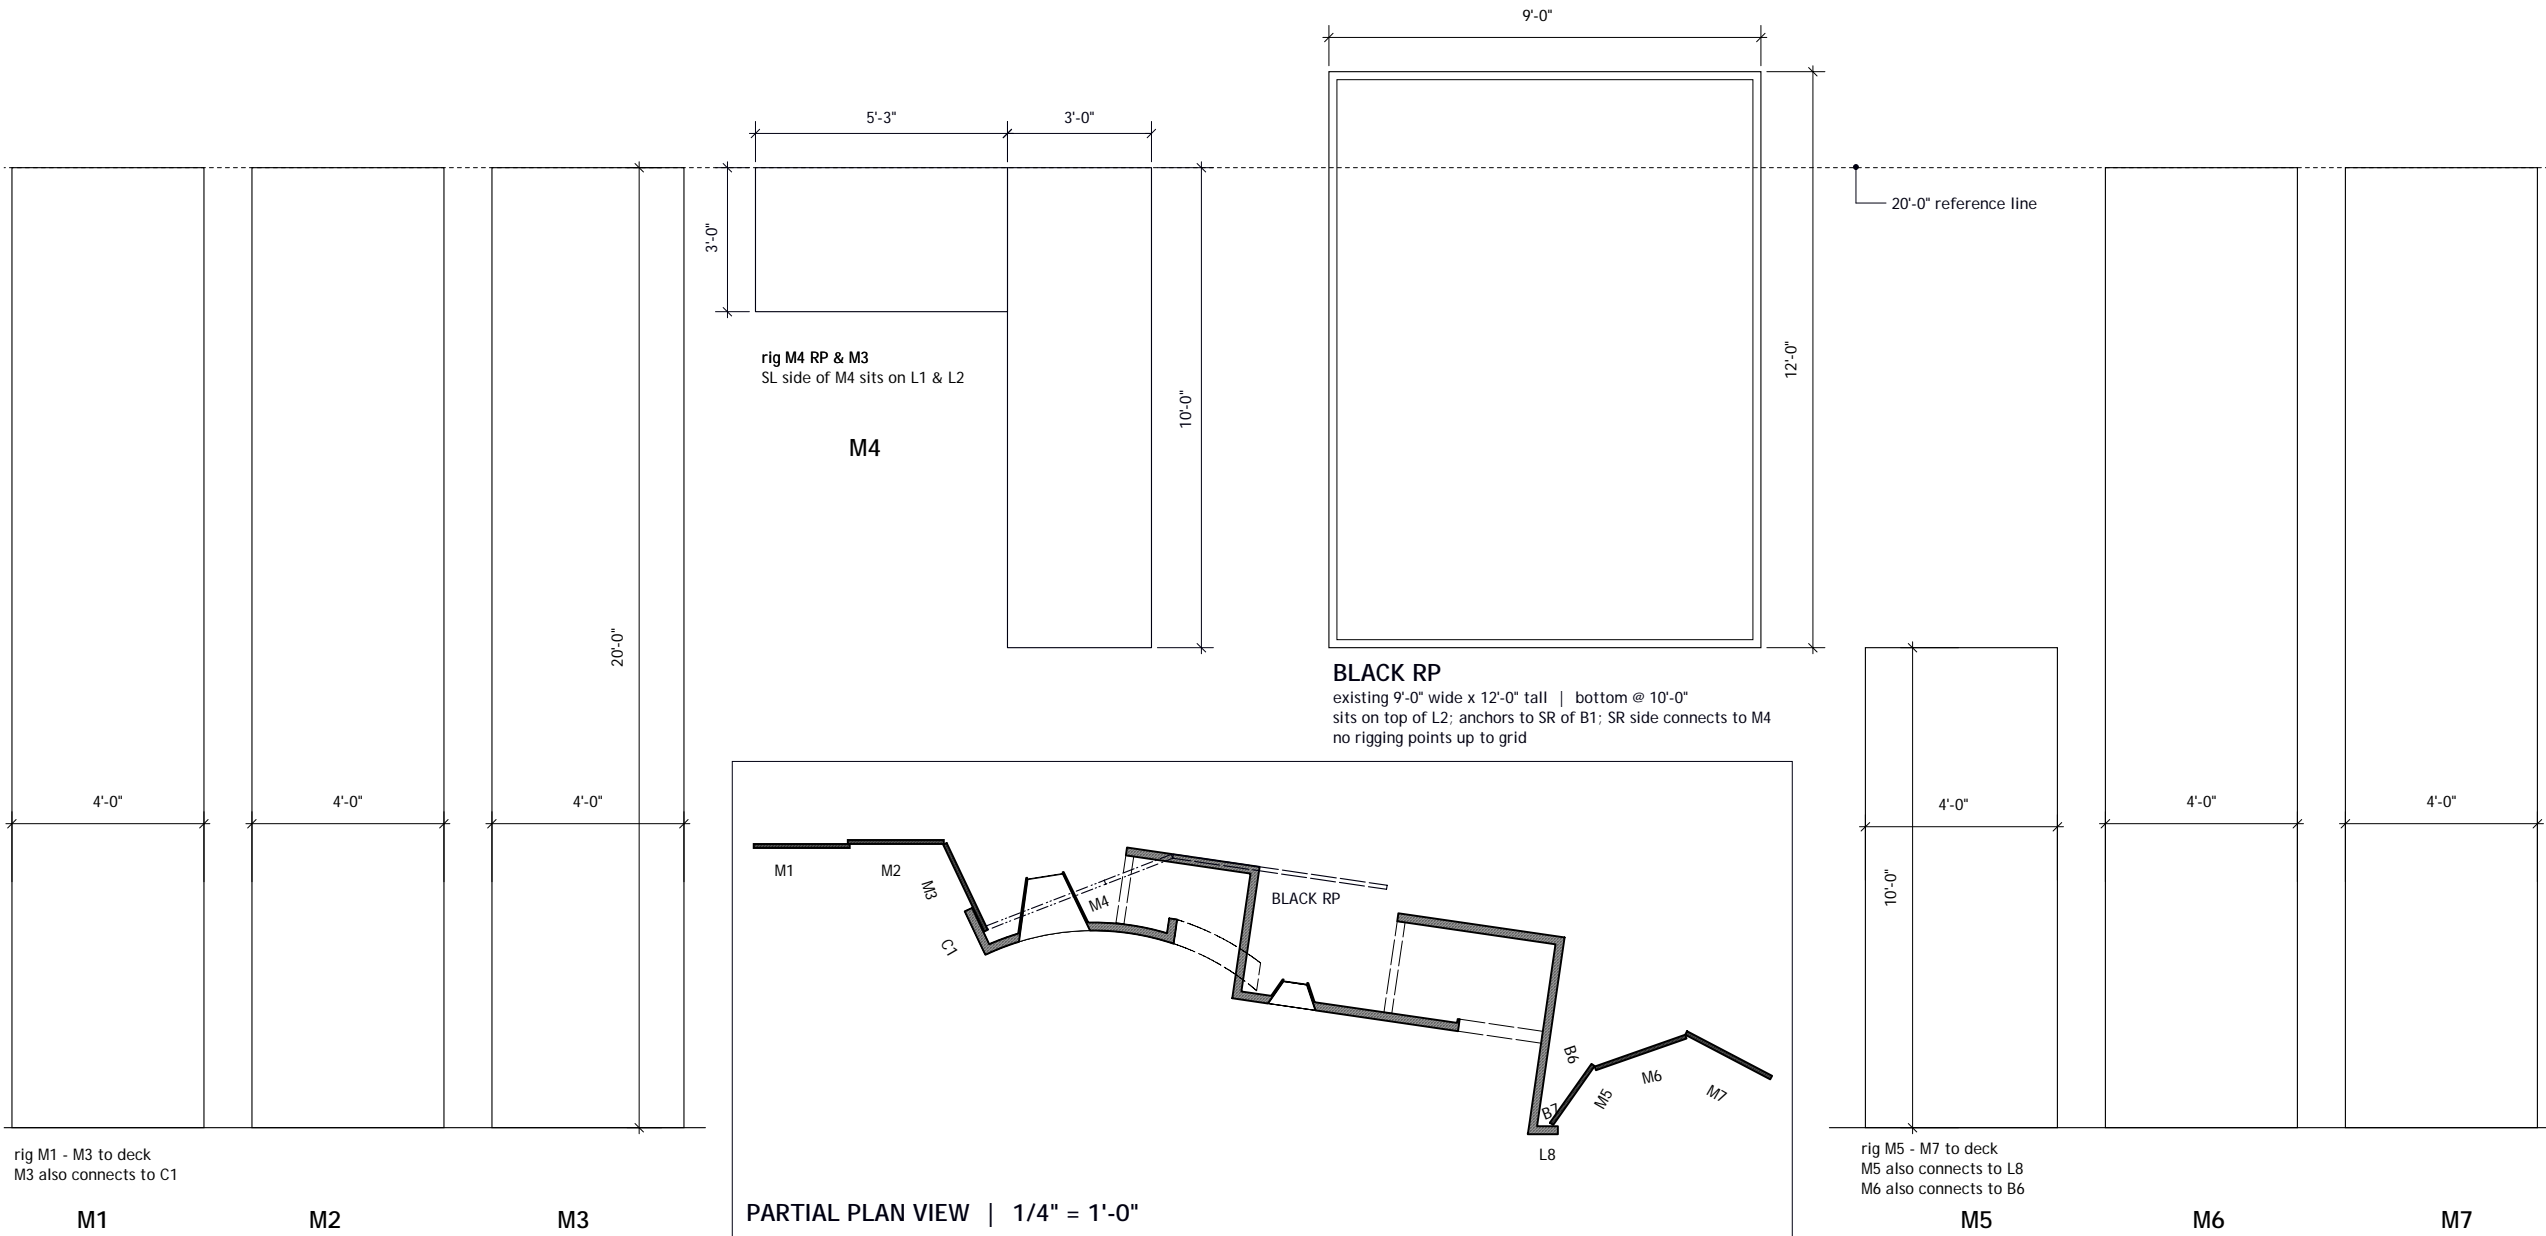 9'-0"
5'-3"
3'-0"
20'-0" reference line
3'-0"
12'-0"
rig M4 RP & M3
SL side of M4 sits on L1 & L2
10'-0"
M4
20'-0"
BLACK RP
existing 9'-0" wide x 12'-0" tall | bottom @ 10'-0"
sits on top of L2; anchors to SR of B1; SR side connects to M4
no rigging points up to grid
4'-0"
4'-0"
4'-0"
4'-0"
4'-0"
4'-0"
10'-0"
M1
M2
M3
M4
BLACK RP
C1
B6
M5
M6
M7
B7
L8
PARTIAL PLAN VIEW | 1/4" = 1'-0"
rig M1 - M3 to deck
M3 also connects to C1
rig M5 - M7 to deck
M5 also connects to L8
M6 also connects to B6
M1
M2
M3
M5
M6
M7